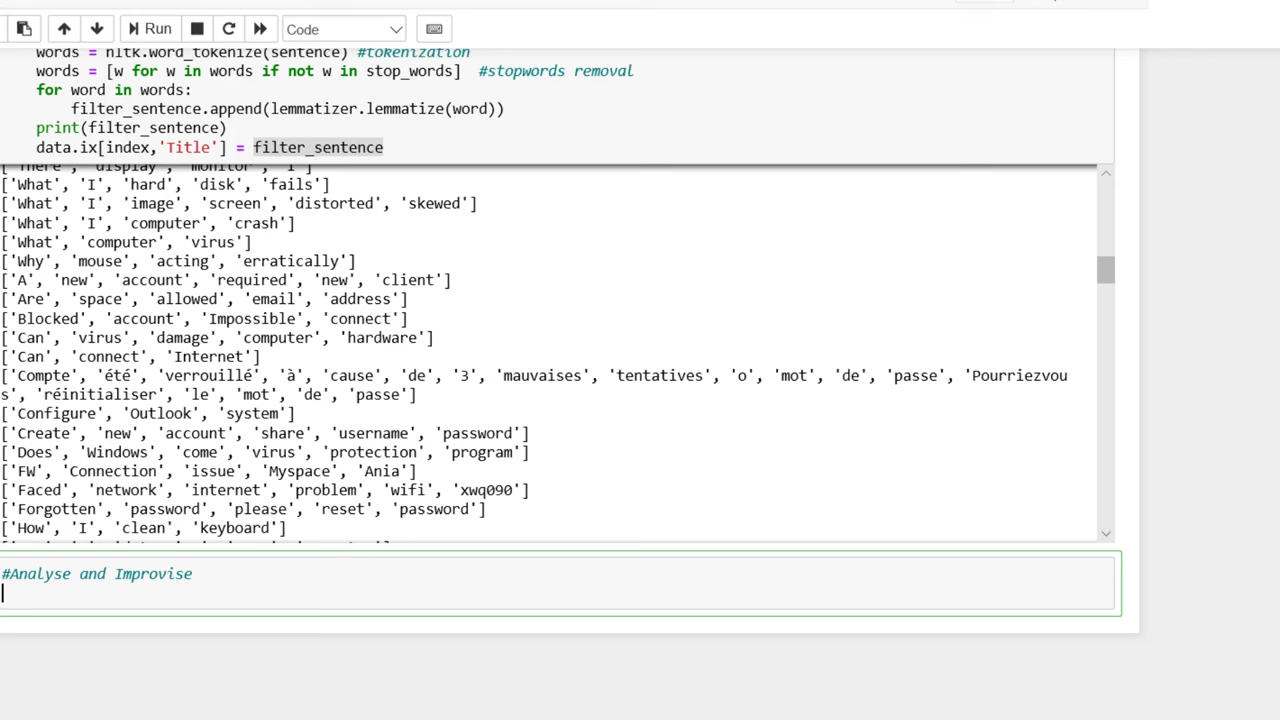 Run
Code
words = nltk.word_tokenize(sentence) #tokenization
words = [w for w in words if not w in stop_words]  #stopwords removal
for word in words:
filter_sentence.append(lemmatizer.lemmatize(word))
print(filter_sentence)
data.ix[index,'Title'] = filter_sentence
['There', 'display', 'monitor', 'I']
['What', 'I', 'hard', 'disk', 'fails']
['What', 'I', 'image', 'screen', 'distorted', 'skewed']
['What', 'I', 'computer', 'crash']
['What', 'computer', 'virus']
['Why', 'mouse', 'acting', 'erratically']
['A', 'new', 'account', 'required', 'new', 'client']
['Are', 'space', 'allowed', 'email', 'address']
['Blocked', 'account', 'Impossible', 'connect']
['Can', 'virus', 'damage', 'computer', 'hardware']
['Can', 'connect', 'Internet']
['Compte', 'été', 'verrouillé', 'à', 'cause', 'de', '3', 'mauvaises', 'tentatives', 'o', 'mot', 'de', 'passe', 'Pourriezvou
s', 'réinitialiser', 'le', 'mot', 'de', 'passe']
['Configure', 'Outlook', 'system']
['Create', 'new', 'account', 'share', 'username', 'password']
['Does', 'Windows', 'come', 'virus', 'protection', 'program']
['FW', 'Connection', 'issue', 'Myspace', 'Ania']
['Faced', 'network', 'internet', 'problem', 'wifi', 'xwq090']
['Forgotten', 'password', 'please', 'reset', 'password']
['How', 'I', 'clean', 'keyboard']
#Analyse and Improvise